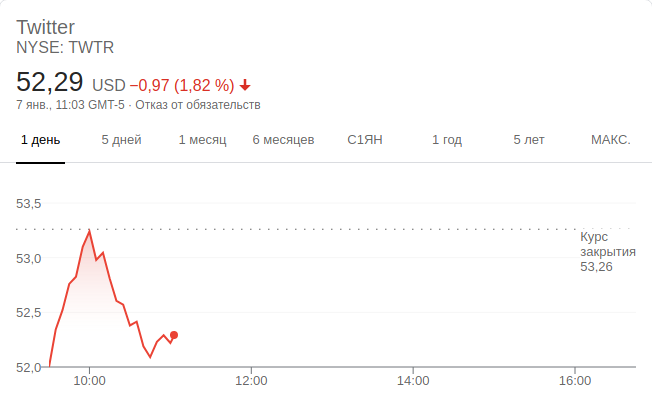 Twitter
NYSE: TWTR
52,29 USD −0,97 (1,82 %)
7 янв., 11:03 GMT-5 · Отказ от обязательств
1 день 5 дней 1 месяц 6 месяцев С1ЯН 1 год 5 лет МАКС.
53,5
Курс
закрытия
53,26
53,0
52,5
52,0
10:00 12:00 14:00 16:00